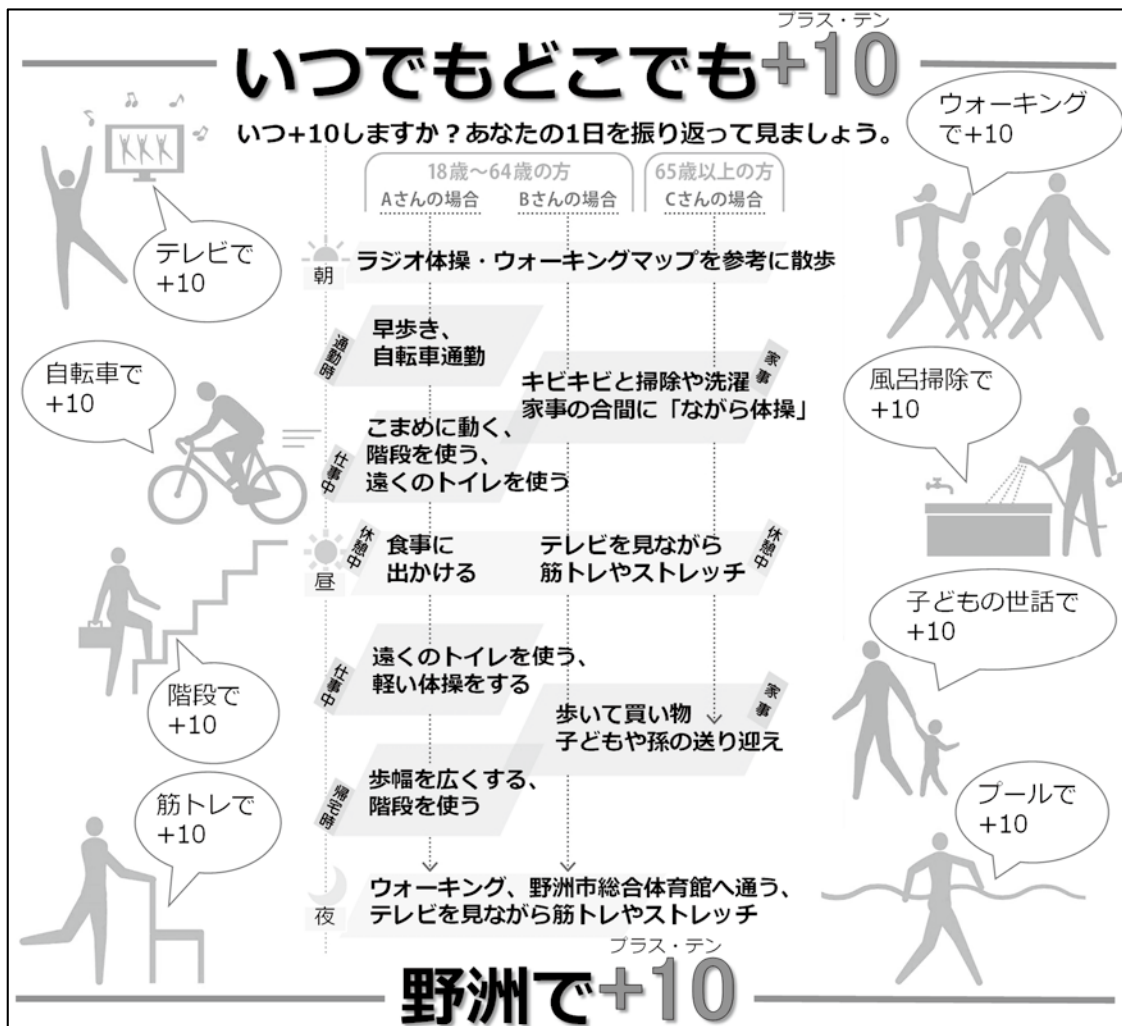 プラス・テン
いつでもどこでも+10
いつ+10しますか？あなたの1日を振り返って見ましょう。
18歳～64歳の方
65歳以上の方
Aさんの場合
Bさんの場合
Cさんの場合
朝
ラジオ体操・ウォーキングマップを参考に散歩
通勤時
早歩き、
自転車通勤
家事
キビキビと掃除や洗濯
家事の合間に「ながら体操」
仕事中
こまめに動く、
階段を使う、
遠くのトイレを使う
昼
休憩中
食事に
出かける
テレビを見ながら
筋トレやストレッチ
休憩中
仕事中
遠くのトイレを使う、
軽い体操をする
家事
歩いて買い物
子どもや孫の送り迎え
帰宅時
歩幅を広くする、
階段を使う
夜
ウォーキング、野洲市総合体育館へ通う、
テレビを見ながら筋トレやストレッチ
テレビで
+10
自転車で
+10
階段で
+10
筋トレで
+10
ウォーキング
で+10
風呂掃除で
+10
子どもの世話で
+10
プールで
+10
プラス・テン
野洲で+10